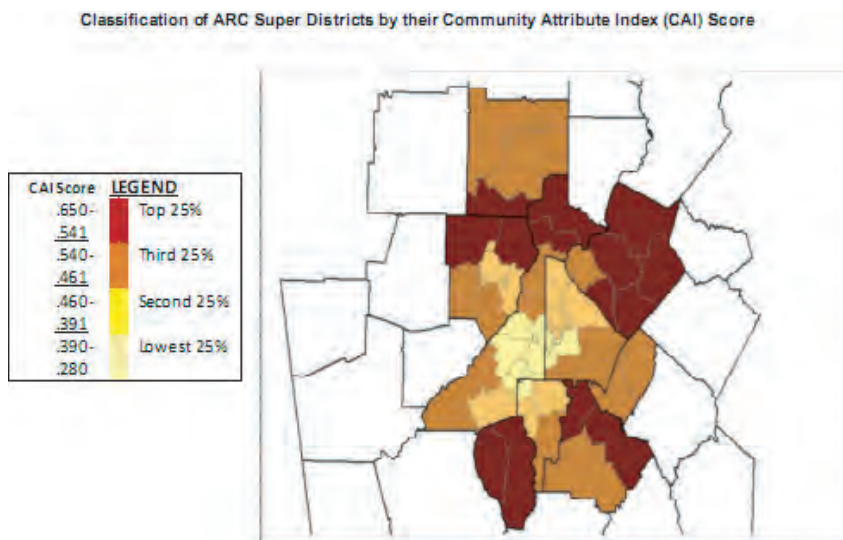 Classification of ARC Super Districts by their Community Attribute Index (CAI) Score
CAI Score LEGEND
.650- Top 25%
.541
.540- Third 25%
.461
.460- Second 25%
.391
.390- Lowest 25%
.280